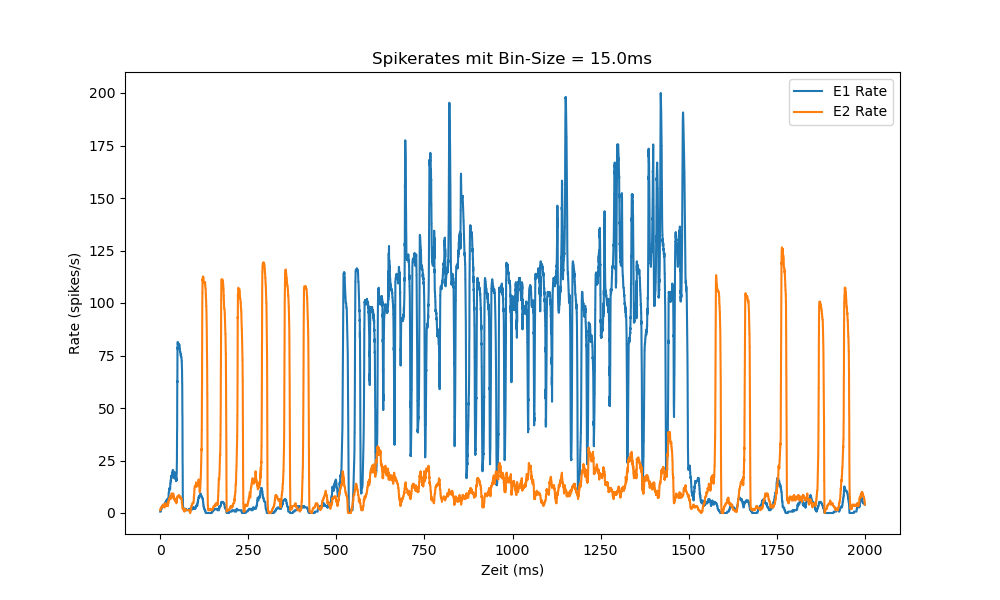 Spikerates mit Bin-Size = 15.0ms
E1 Rate
E2 Rate
Rate (spikes/s)
200
175
150
125
100
75
50
25
0
0 250 500 750 1000 1250 1500 1750 2000
Zeit (ms)